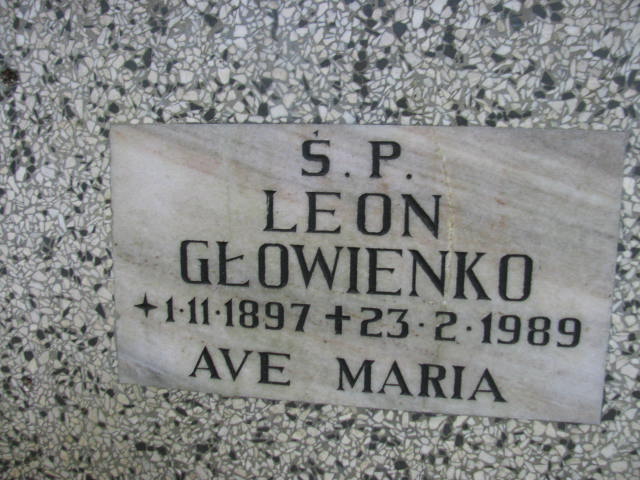 Ś.P.
LEON
GŁOWIENKO
✦1·11·1897 ✝23·2·1989
AVE MARIA